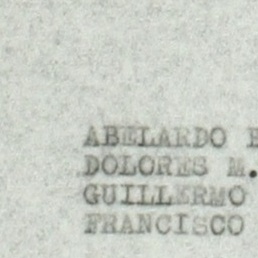 ABELARDO
DOLORES M.
GUILLERMO
FRANCISCO